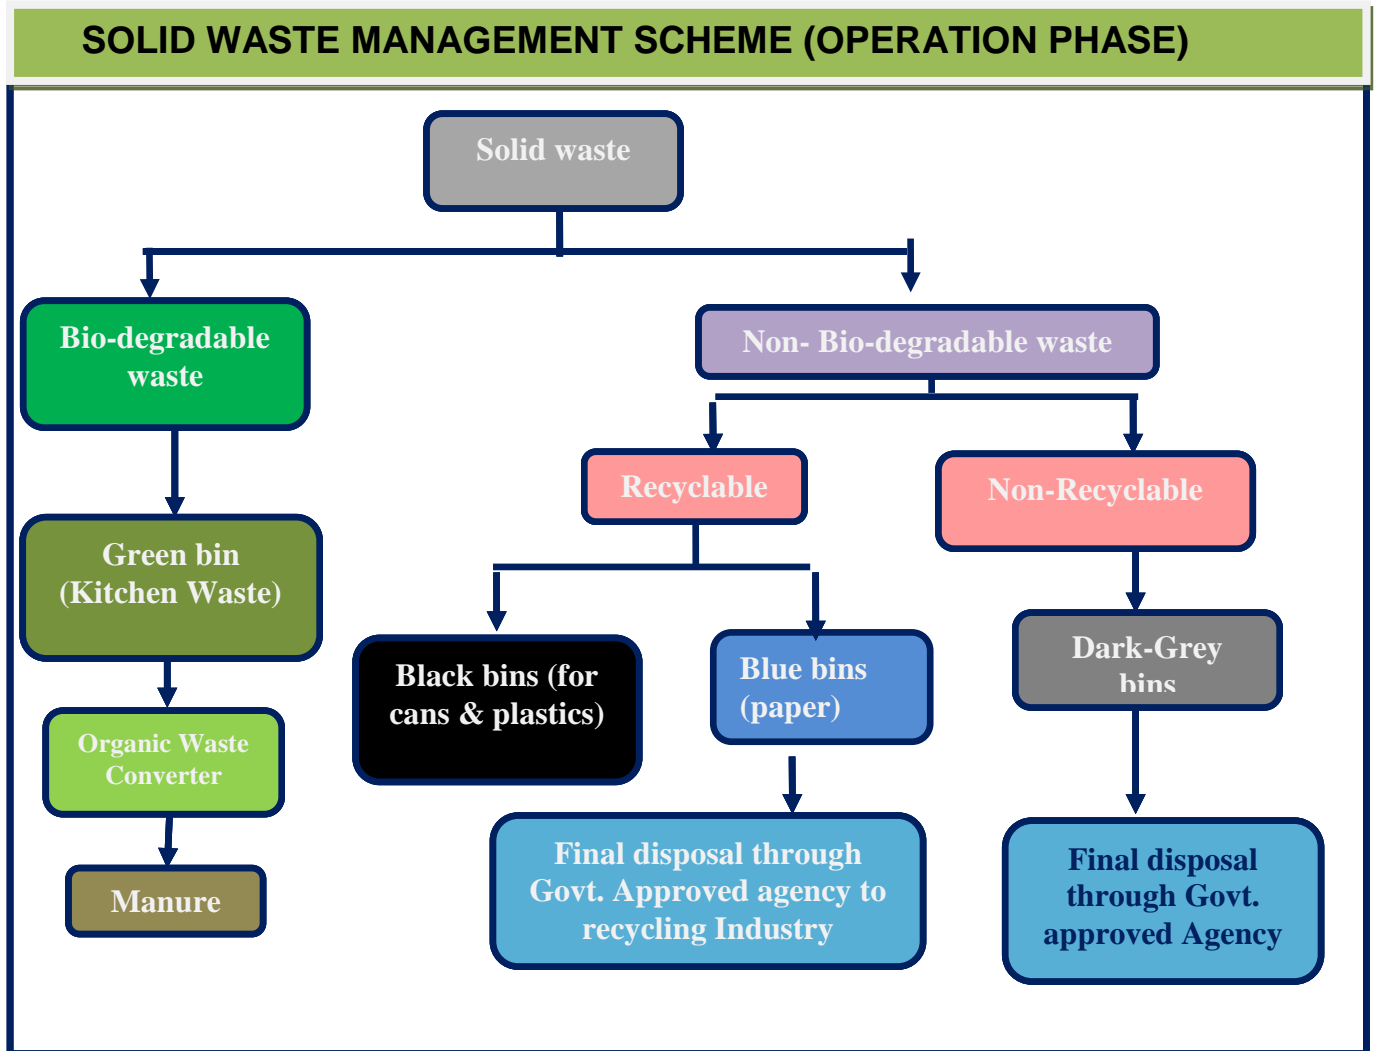 SOLID WASTE MANAGEMENT SCHEME (OPERATION PHASE)
Solid waste
Bio-degradable
waste
Non- Bio-degradable waste
Recyclable
Non-Recyclable
Green bin
(Kitchen Waste)
Black bins (for
cans & plastics)
Blue bins
(paper)
Dark-Grey
bins
Organic Waste
Converter
Manure
Final disposal through
Govt. Approved agency to
recycling Industry
Final disposal
through Govt.
approved Agency